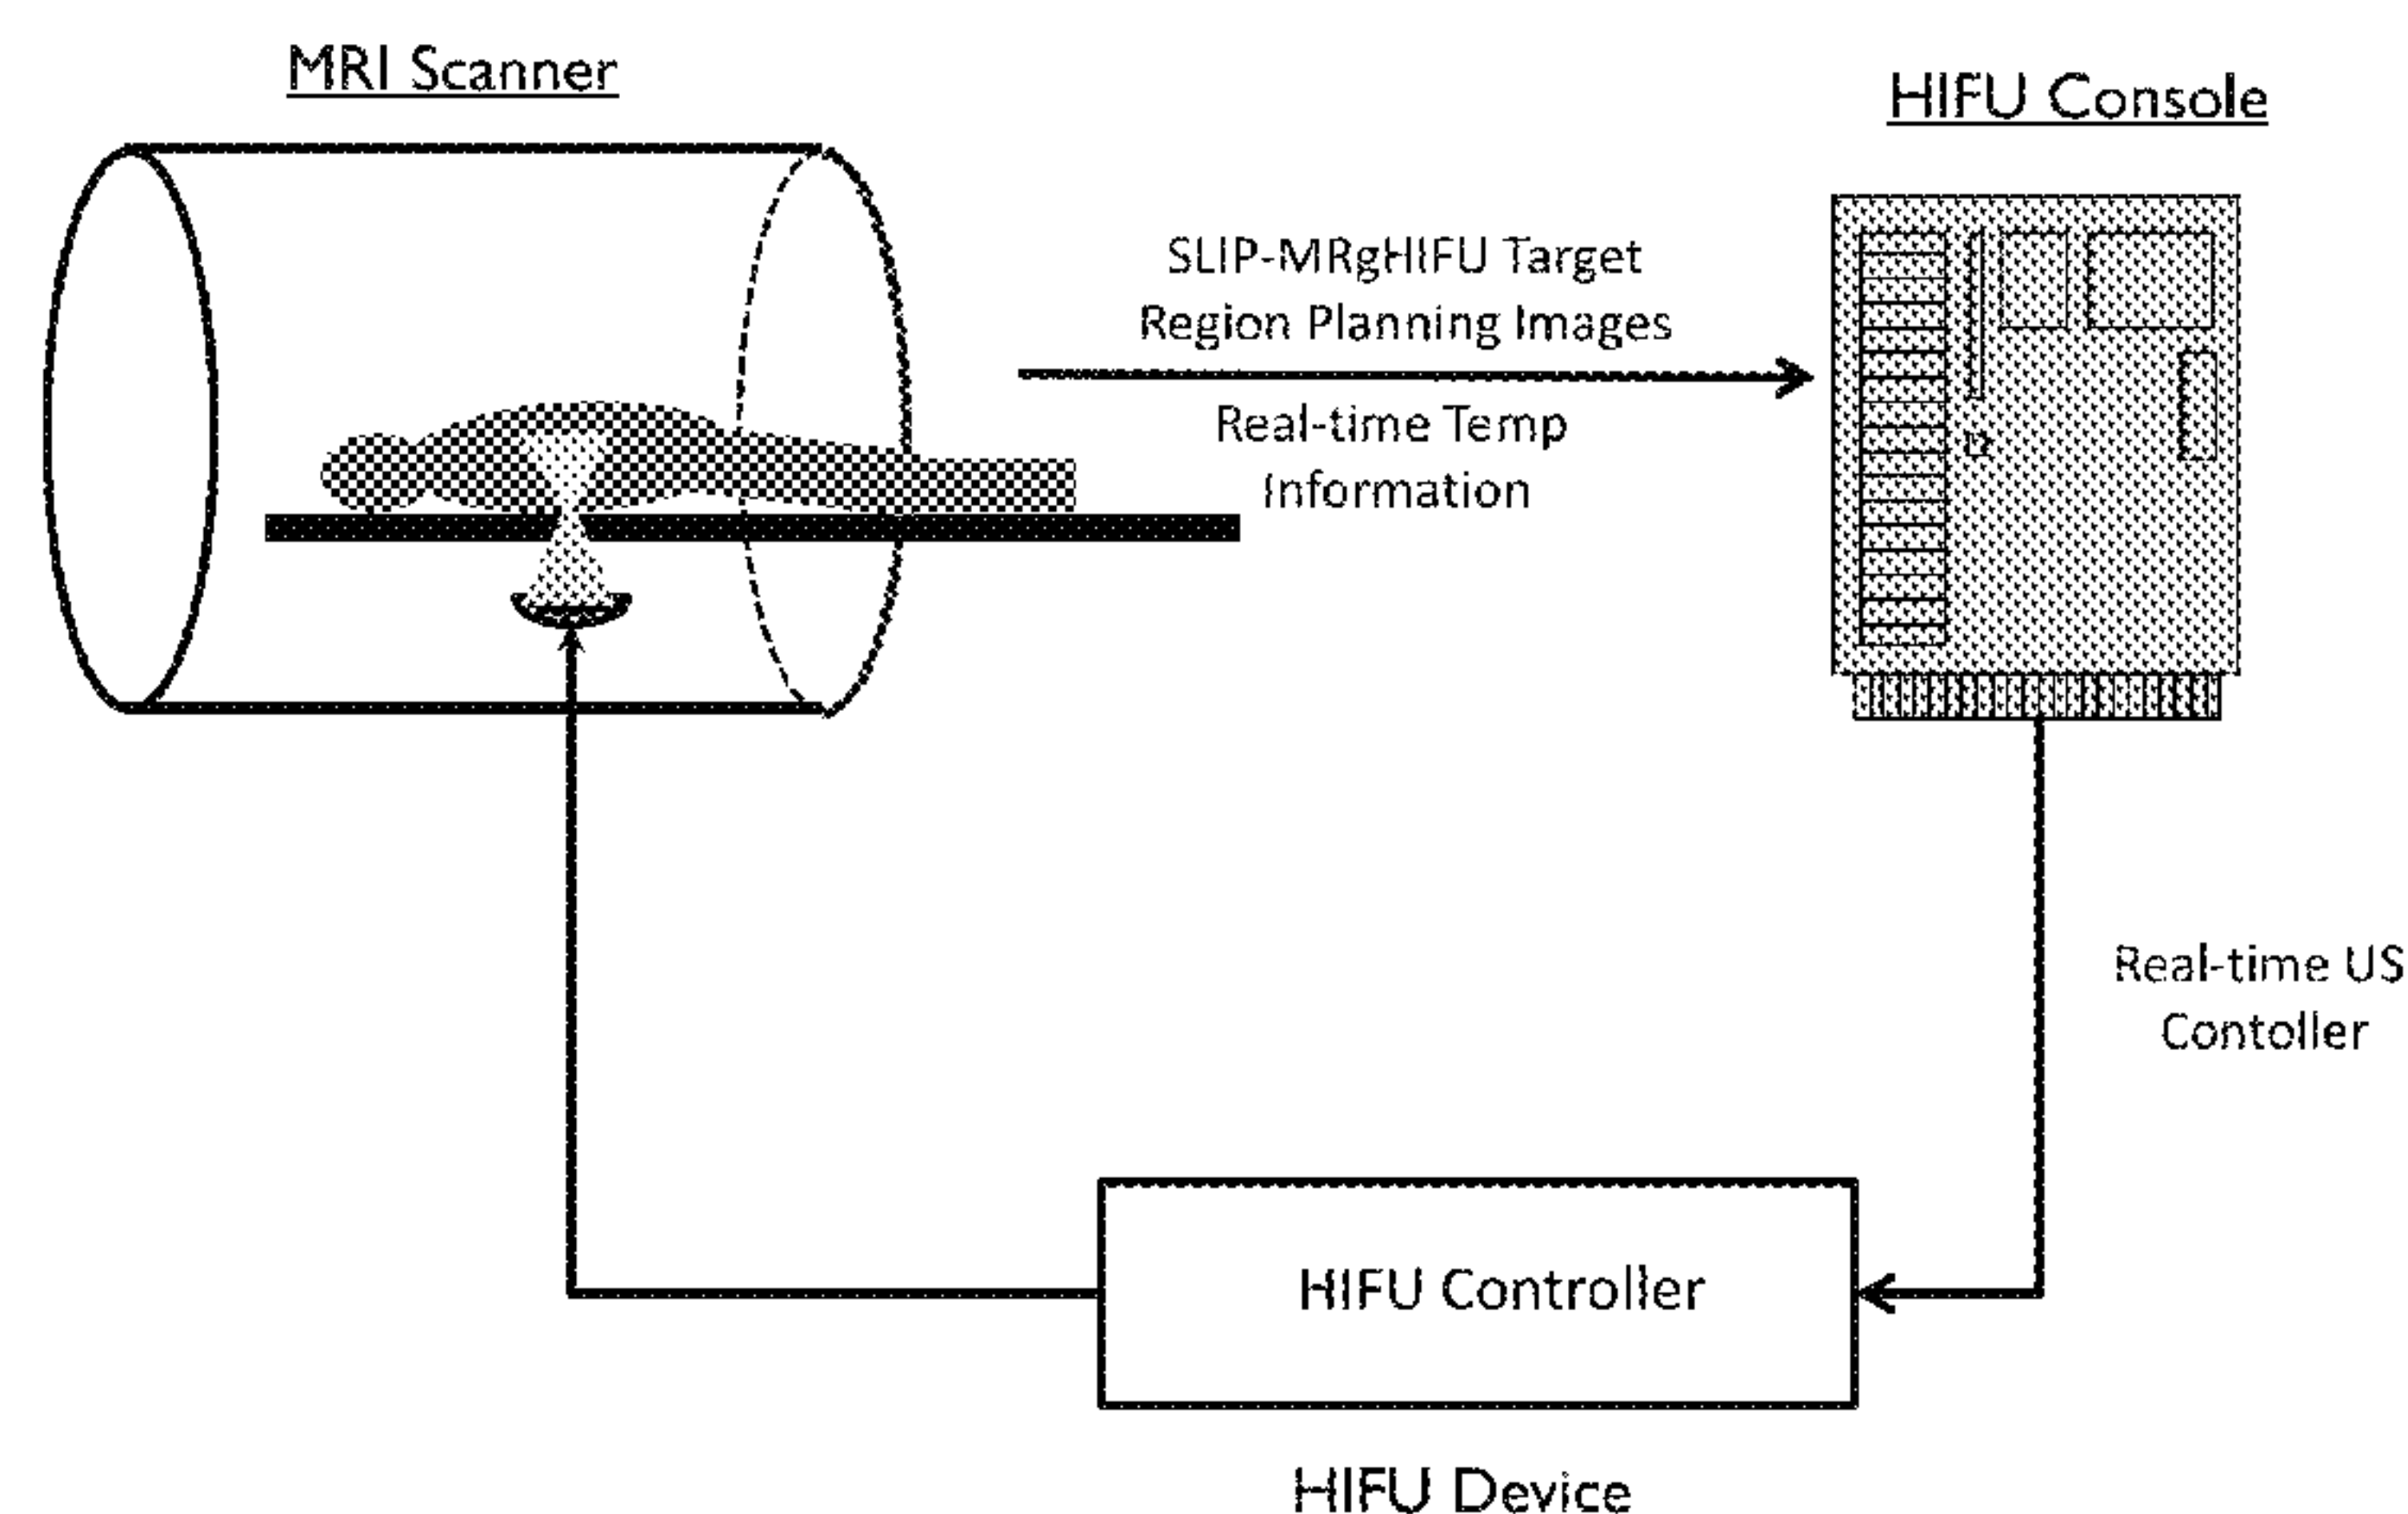 MRI Scanner
HIFU Console
SLIP-MRgHIFU Target
Region Planning Images
Real-time Temp
Information
Real-time US
Contoller
HIFU Controller
HIFU Device